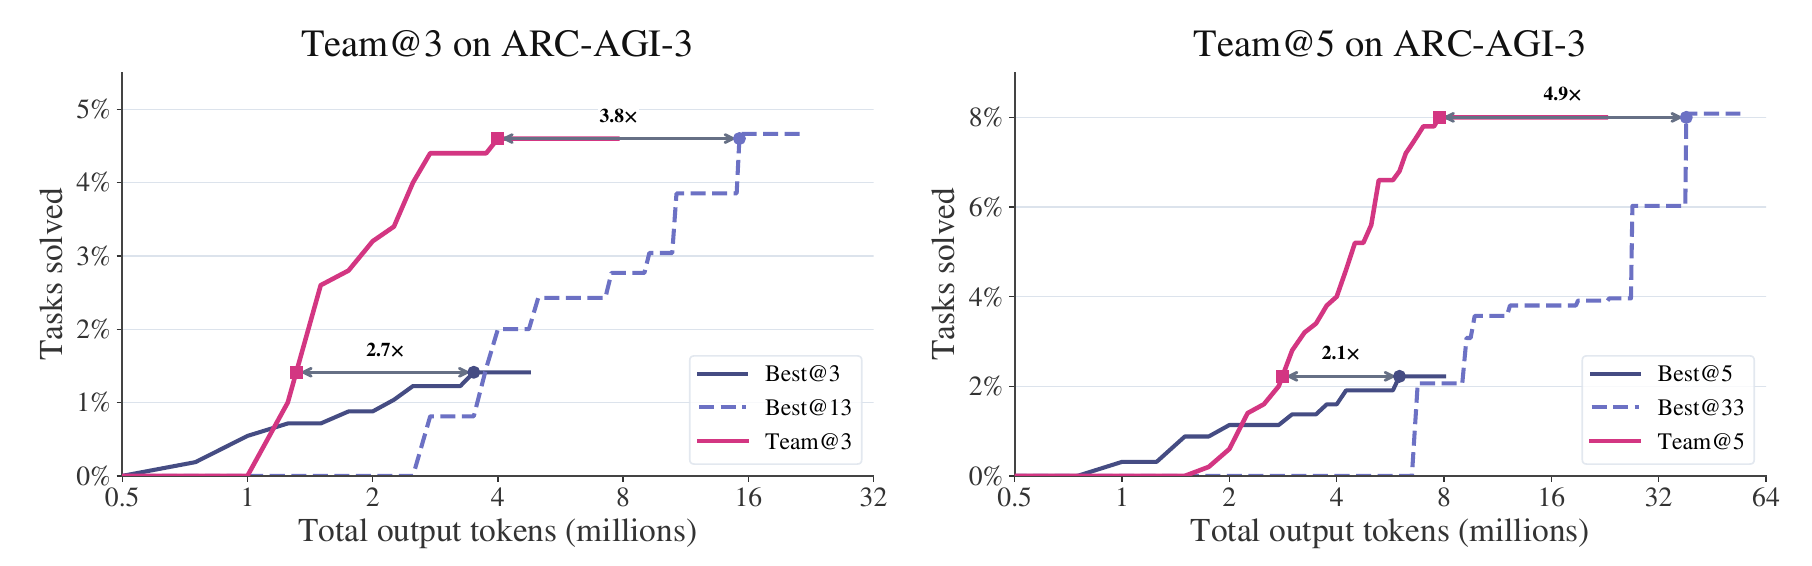 Team@3 on ARC-AGI-3
Tasks solved
5%
4%
3%
2%
1%
0%
3.8×
2.7×
Best@3
Best@13
Team@3
0.5 1 2 4 8 16 32
Total output tokens (millions)
Team@5 on ARC-AGI-3
Tasks solved
8%
6%
4%
2%
0%
4.9×
2.1×
Best@5
Best@33
Team@5
0.5 1 2 4 8 16 32 64
Total output tokens (millions)